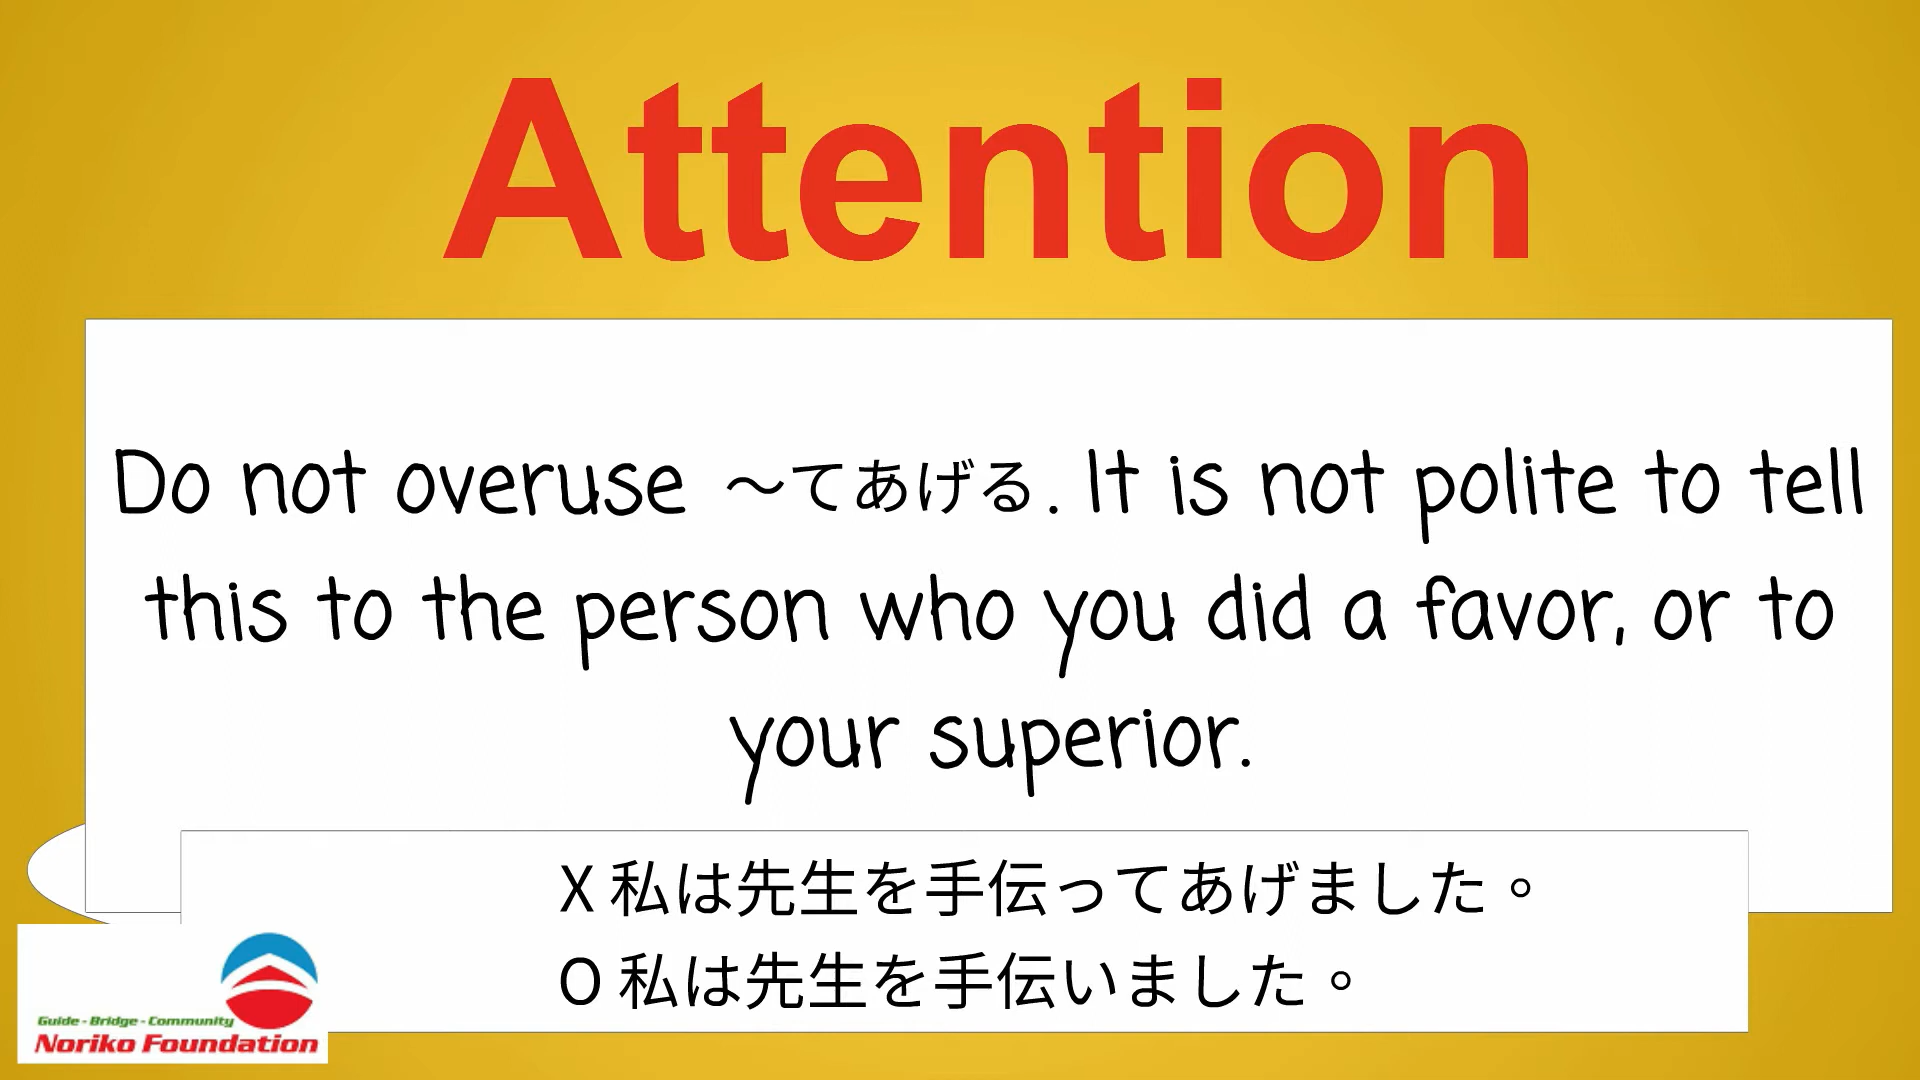 Attention
Do not overuse ～てあげる. It is not polite to tell
this to the person who you did a favor, or to
your superior.
X 私は先生を手伝ってあげました。
O 私は先生を手伝いました。
Guide - Bridge - Community
Noriko Foundation